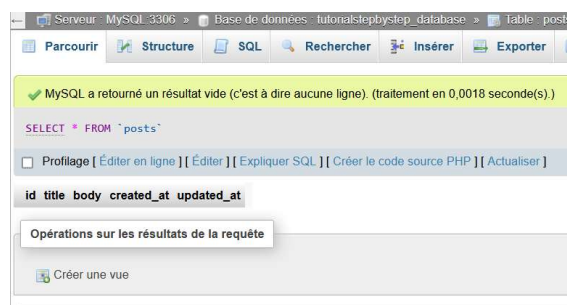 ← Serveur : MySQL:3306 » Base de données : tutorialstepbystep_database » Table : posts
Parcourir Structure SQL Rechercher Insérer Exporter
MySQL a retourné un résultat vide (c'est à dire aucune ligne). (traitement en 0,0018 seconde(s).)
SELECT * FROM `posts`
Profilage [ Éditer en ligne ] [ Éditer ] [ Expliquer SQL ] [ Créer le code source PHP ] [ Actualiser ]
id title body created_at updated_at
Opérations sur les résultats de la requête
Créer une vue